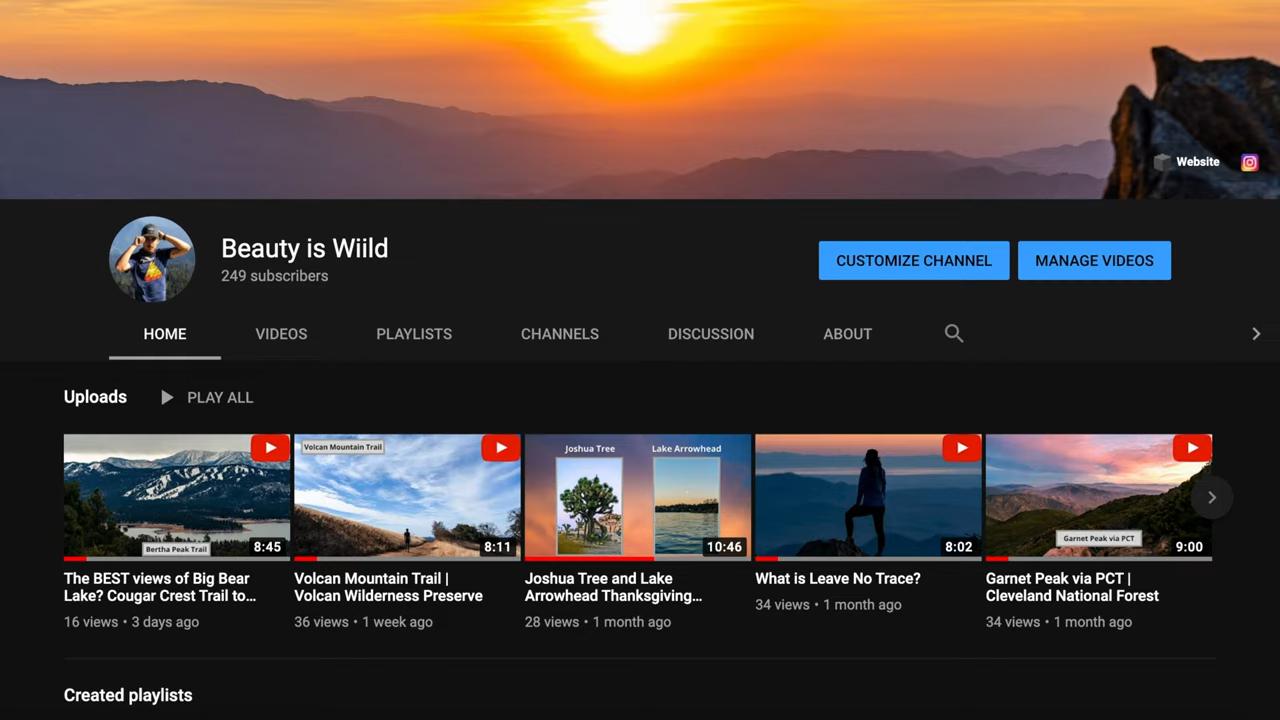 Website
Beauty is Wiild
249 subscribers
CUSTOMIZE CHANNEL
MANAGE VIDEOS
HOME
VIDEOS
PLAYLISTS
CHANNELS
DISCUSSION
ABOUT
Uploads
PLAY ALL
Bertha Peak Trail
8:45
The BEST views of Big Bear
Lake? Cougar Crest Trail to...
16 views • 3 days ago
Volcan Mountain Trail
8:11
Volcan Mountain Trail |
Volcan Wilderness Preserve
36 views • 1 week ago
Joshua Tree
Lake Arrowhead
10:46
Joshua Tree and Lake
Arrowhead Thanksgiving...
28 views • 1 month ago
8:02
What is Leave No Trace?
34 views • 1 month ago
Garnet Peak via PCT
9:00
Garnet Peak via PCT |
Cleveland National Forest
34 views • 1 month ago
Created playlists